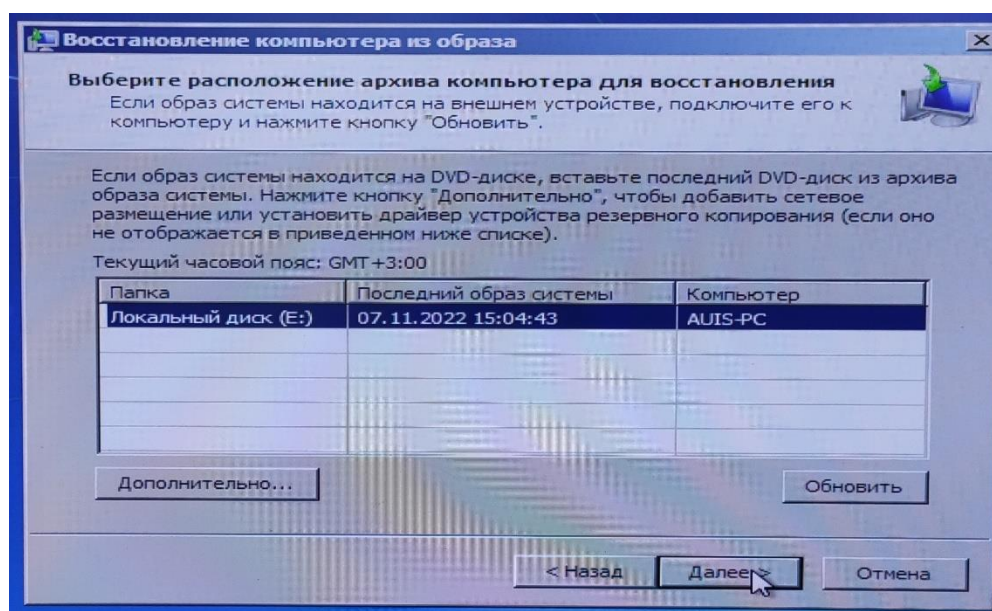 Восстановление компьютера из образа
Выберите расположение архива компьютера для восстановления
Если образ системы находится на внешнем устройстве, подключите его к
компьютеру и нажмите кнопку "Обновить".
Если образ системы находится на DVD-диске, вставьте последний DVD-диск из архива
образа системы. Нажмите кнопку "Дополнительно", чтобы добавить сетевое
размещение или установить драйвер устройства резервного копирования (если оно
не отображается в приведенном ниже списке).
Текущий часовой пояс: GMT+3:00
Папка Последний образ системы Компьютер
Локальный диск (E:) 07.11.2022 15:04:43 AUIS-PC
Дополнительно... Обновить
< Назад Далее > Отмена